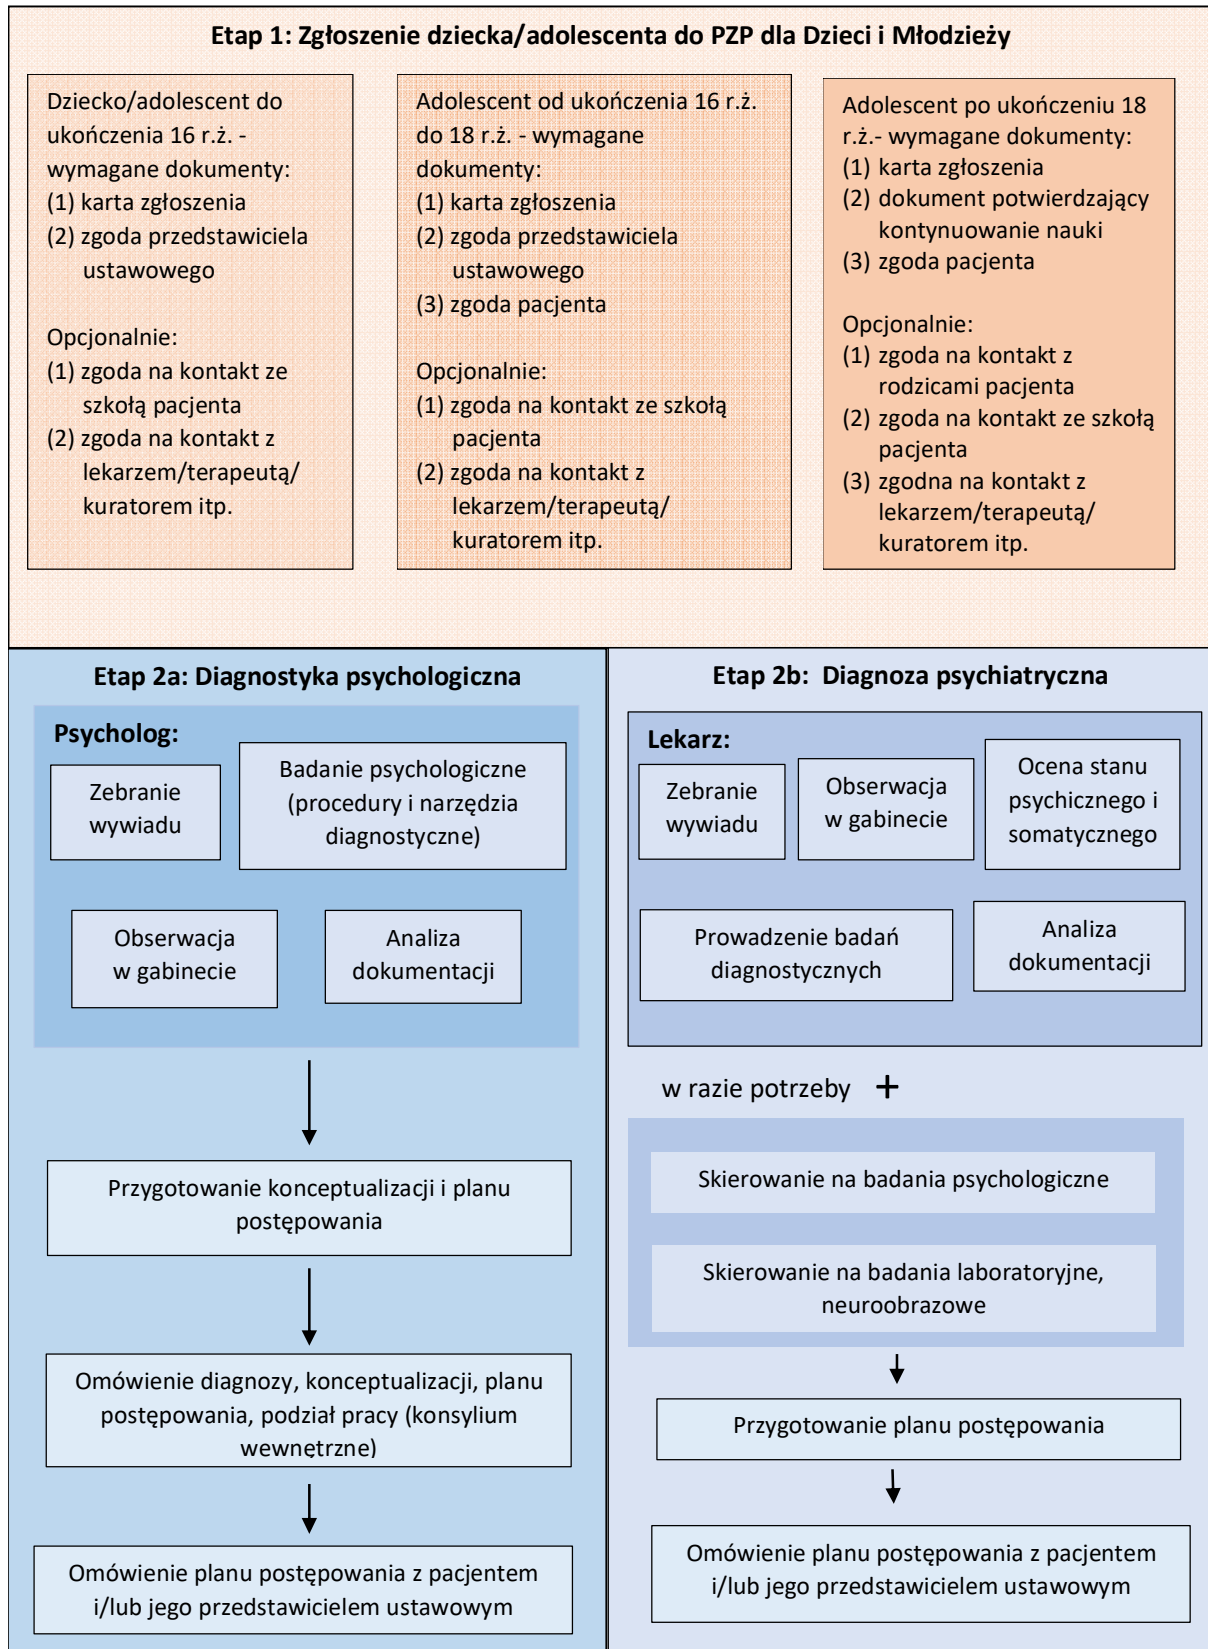 Etap 1: Zgłoszenie dziecka/adolescenta do PZP dla Dzieci i Młodzieży
Dziecko/adolescent do
ukończenia 16 r.ż. -
wymagane dokumenty:
(1) karta zgłoszenia
(2) zgoda przedstawiciela
ustawowego
Opcjonalnie:
(1) zgoda na kontakt ze
szkołą pacjenta
(2) zgoda na kontakt z
lekarzem/terapeutą/
kuratorem itp.
Adolescent od ukończenia 16 r.ż.
do 18 r.ż. - wymagane
dokumenty:
(1) karta zgłoszenia
(2) zgoda przedstawiciela
ustawowego
(3) zgoda pacjenta
Opcjonalnie:
(1) zgoda na kontakt ze szkołą
pacjenta
(2) zgoda na kontakt z
lekarzem/terapeutą/
kuratorem itp.
Adolescent po ukończeniu 18
r.ż.- wymagane dokumenty:
(1) karta zgłoszenia
(2) dokument potwierdzający
kontynuowanie nauki
(3) zgoda pacjenta
Opcjonalnie:
(1) zgoda na kontakt z
rodzicami pacjenta
(2) zgoda na kontakt ze szkołą
pacjenta
(3) zgodna na kontakt z
lekarzem/terapeutą/
kuratorem itp.
Etap 2a: Diagnostyka psychologiczna
Psycholog:
Zebranie
wywiadu
Badanie psychologiczne
(procedury i narzędzia
diagnostyczne)
Obserwacja
w gabinecie
Analiza
dokumentacji
Przygotowanie konceptualizacji i planu
postępowania
Omówienie diagnozy, konceptualizacji, planu
postępowania, podział pracy (konsylium
wewnętrzne)
Omówienie planu postępowania z pacjentem
i/lub jego przedstawicielem ustawowym
Etap 2b: Diagnoza psychiatryczna
Lekarz:
Zebranie
wywiadu
Obserwacja
w gabinecie
Ocena stanu
psychicznego i
somatycznego
Prowadzenie badań
diagnostycznych
Analiza
dokumentacji
w razie potrzeby +
Skierowanie na badania psychologiczne
Skierowanie na badania laboratoryjne,
neuroobrazowe
Przygotowanie planu postępowania
Omówienie planu postępowania z pacjentem
i/lub jego przedstawicielem ustawowym